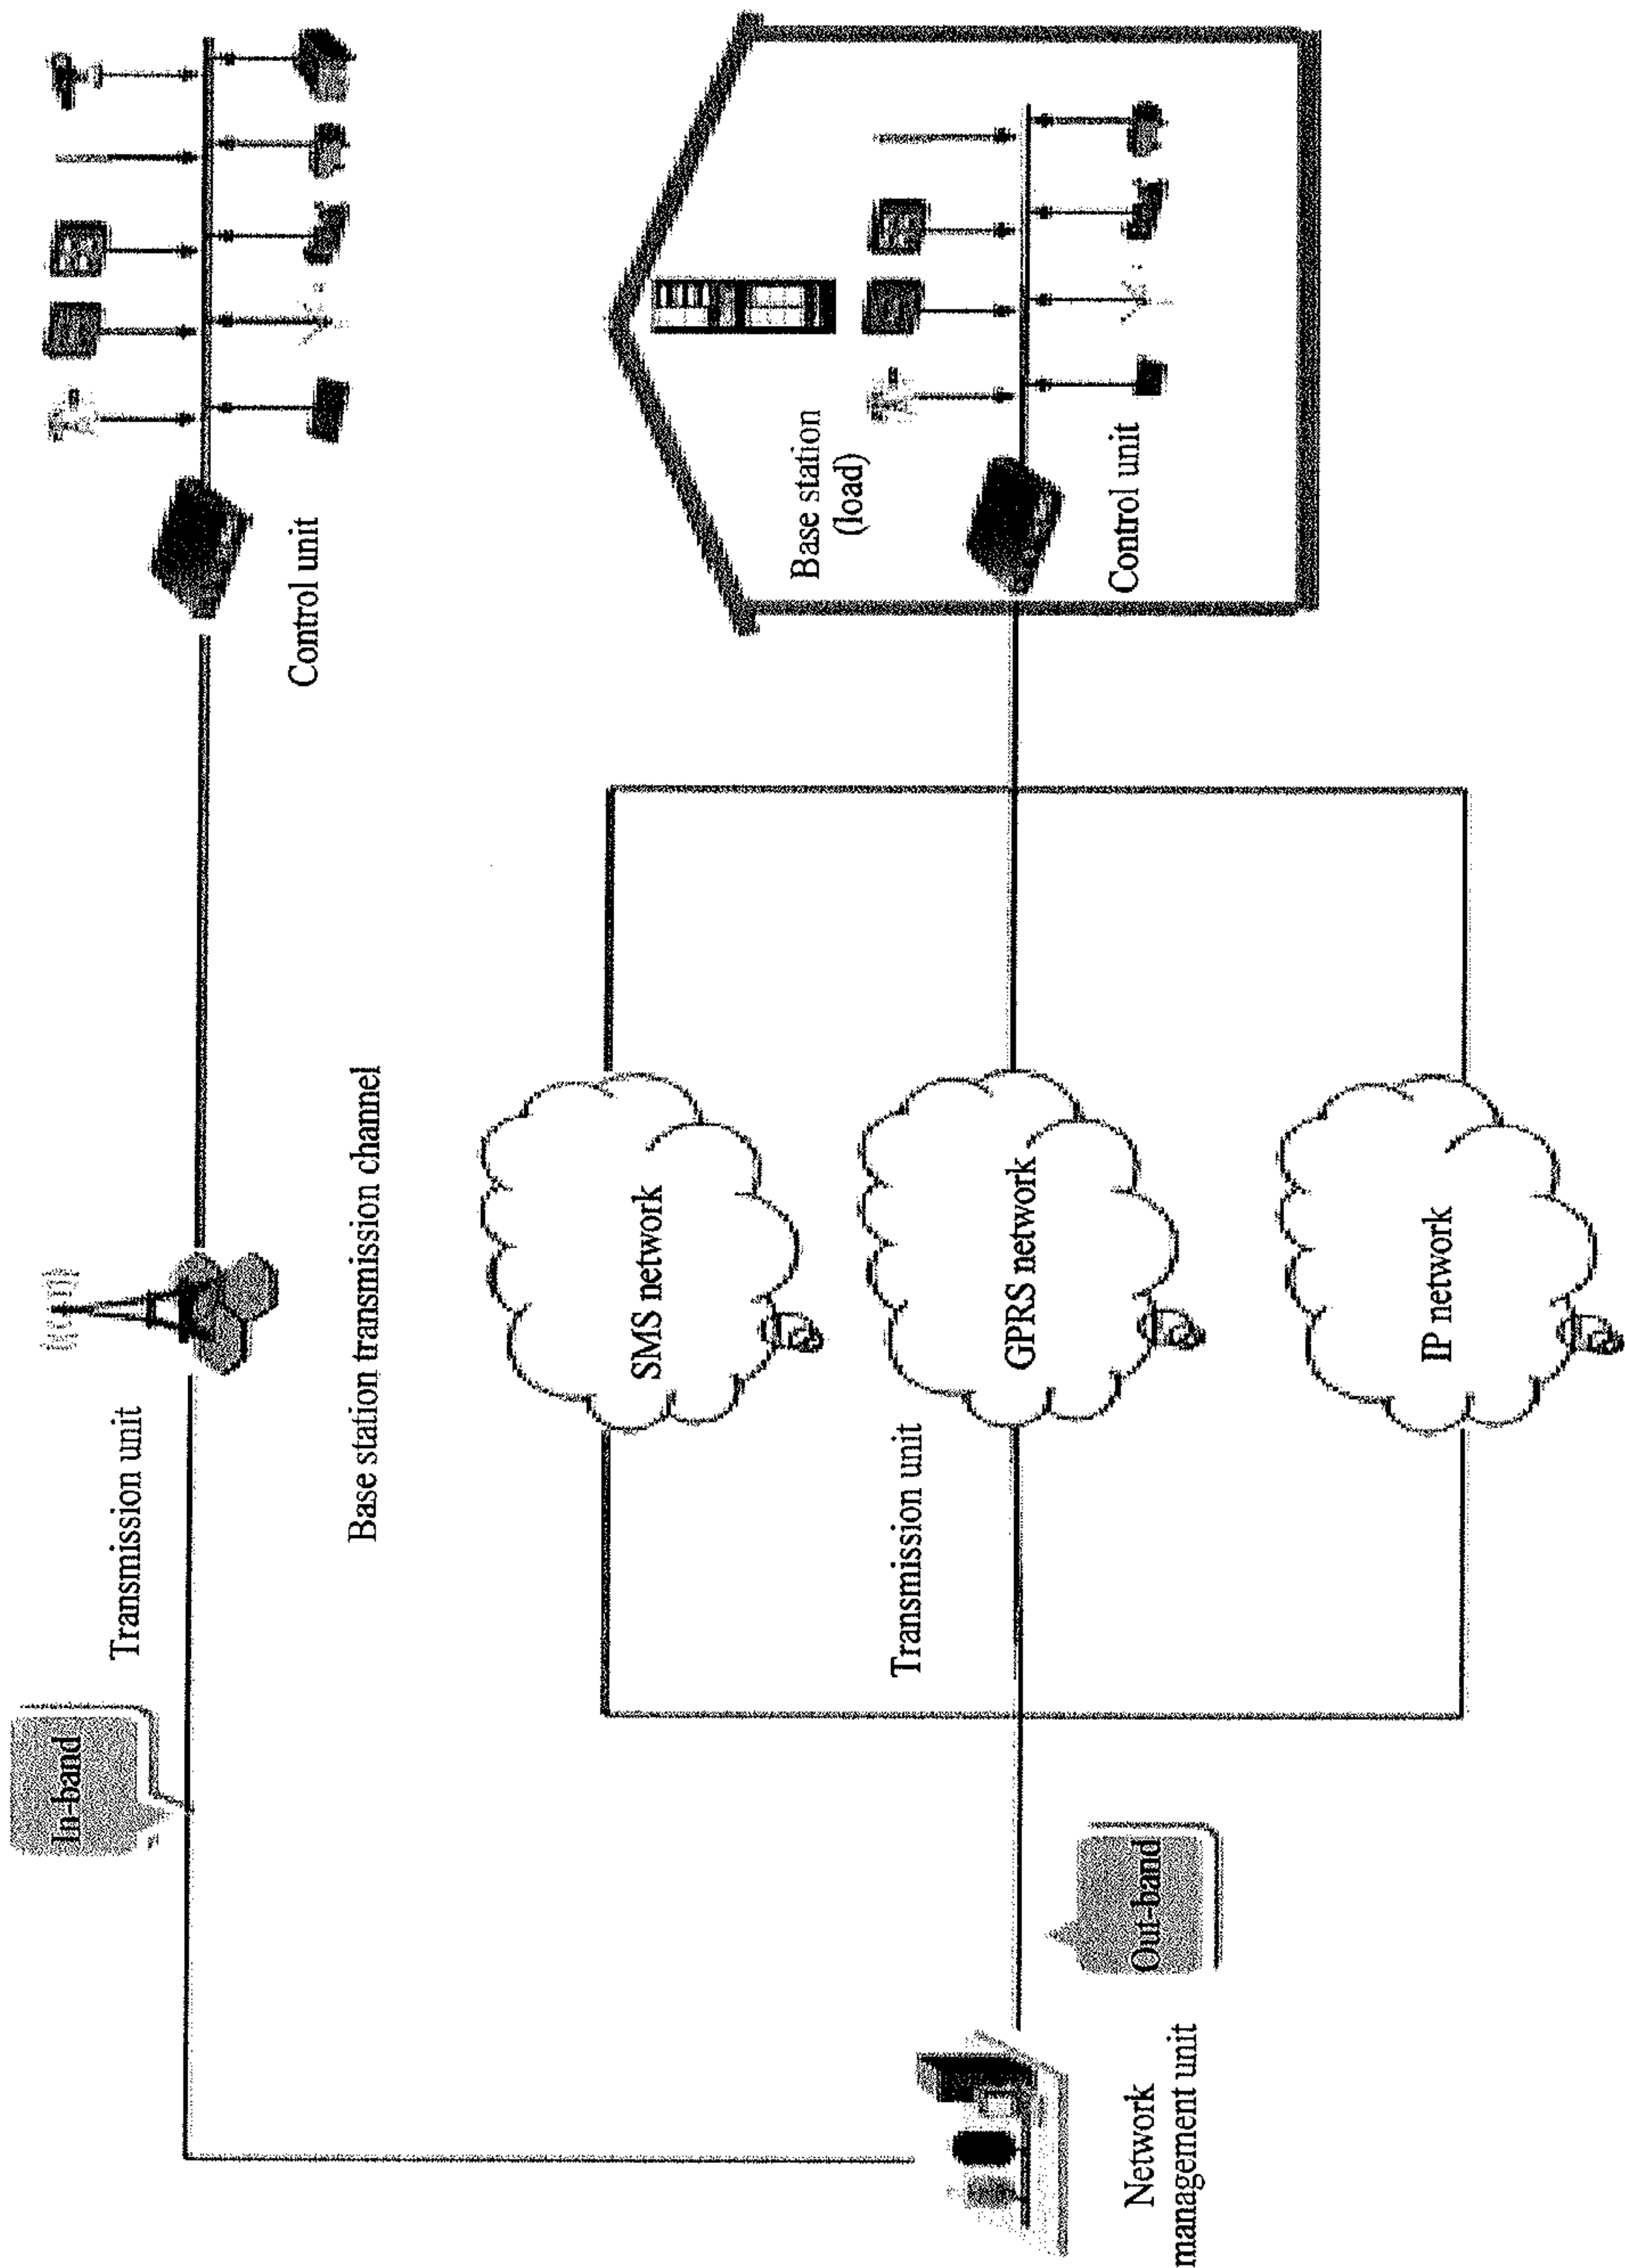 In-band
Transmission unit
Control unit
Base station transmission channel
SMS network
Base station
(load)
Transmission unit
GPRS network
Control unit
Out-band
Network
management unit
IP network